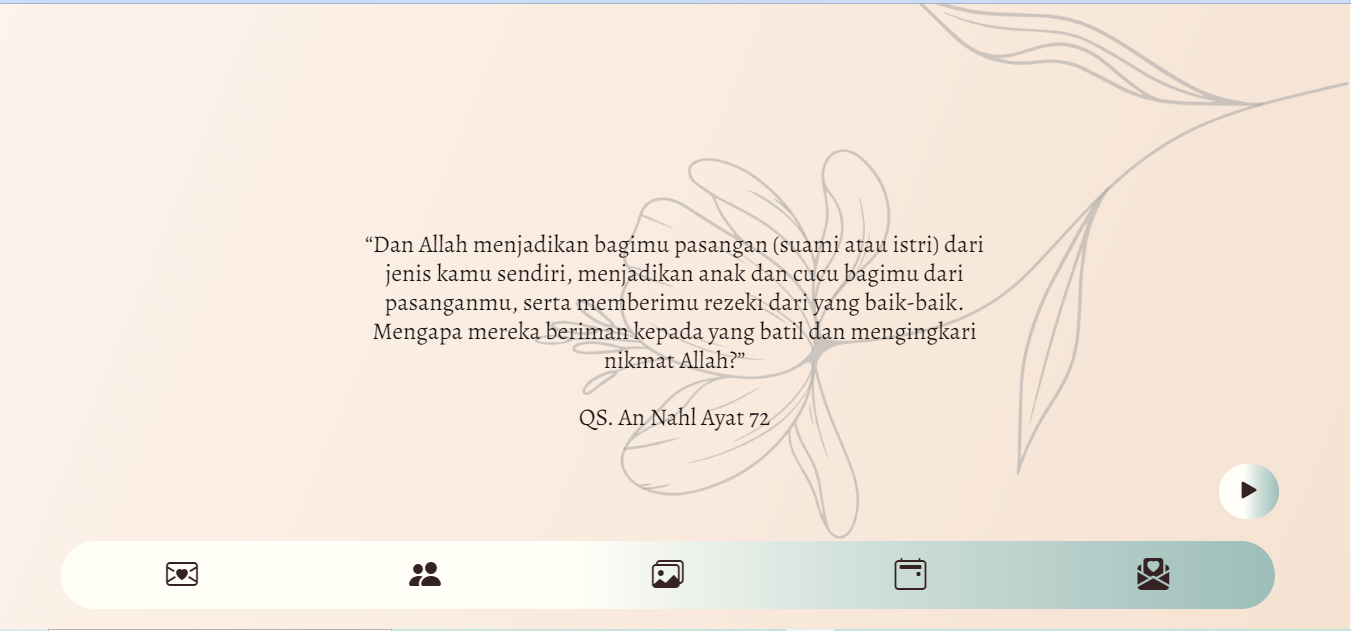 “Dan Allah menjadikan bagimu pasangan (suami atau istri) dari
jenis kamu sendiri, menjadikan anak dan cucu bagimu dari
pasanganmu, serta memberimu rezeki dari yang baik-baik.
Mengapa mereka beriman kepada yang batil dan mengingkari
nikmat Allah?”
QS. An Nahl Ayat 72